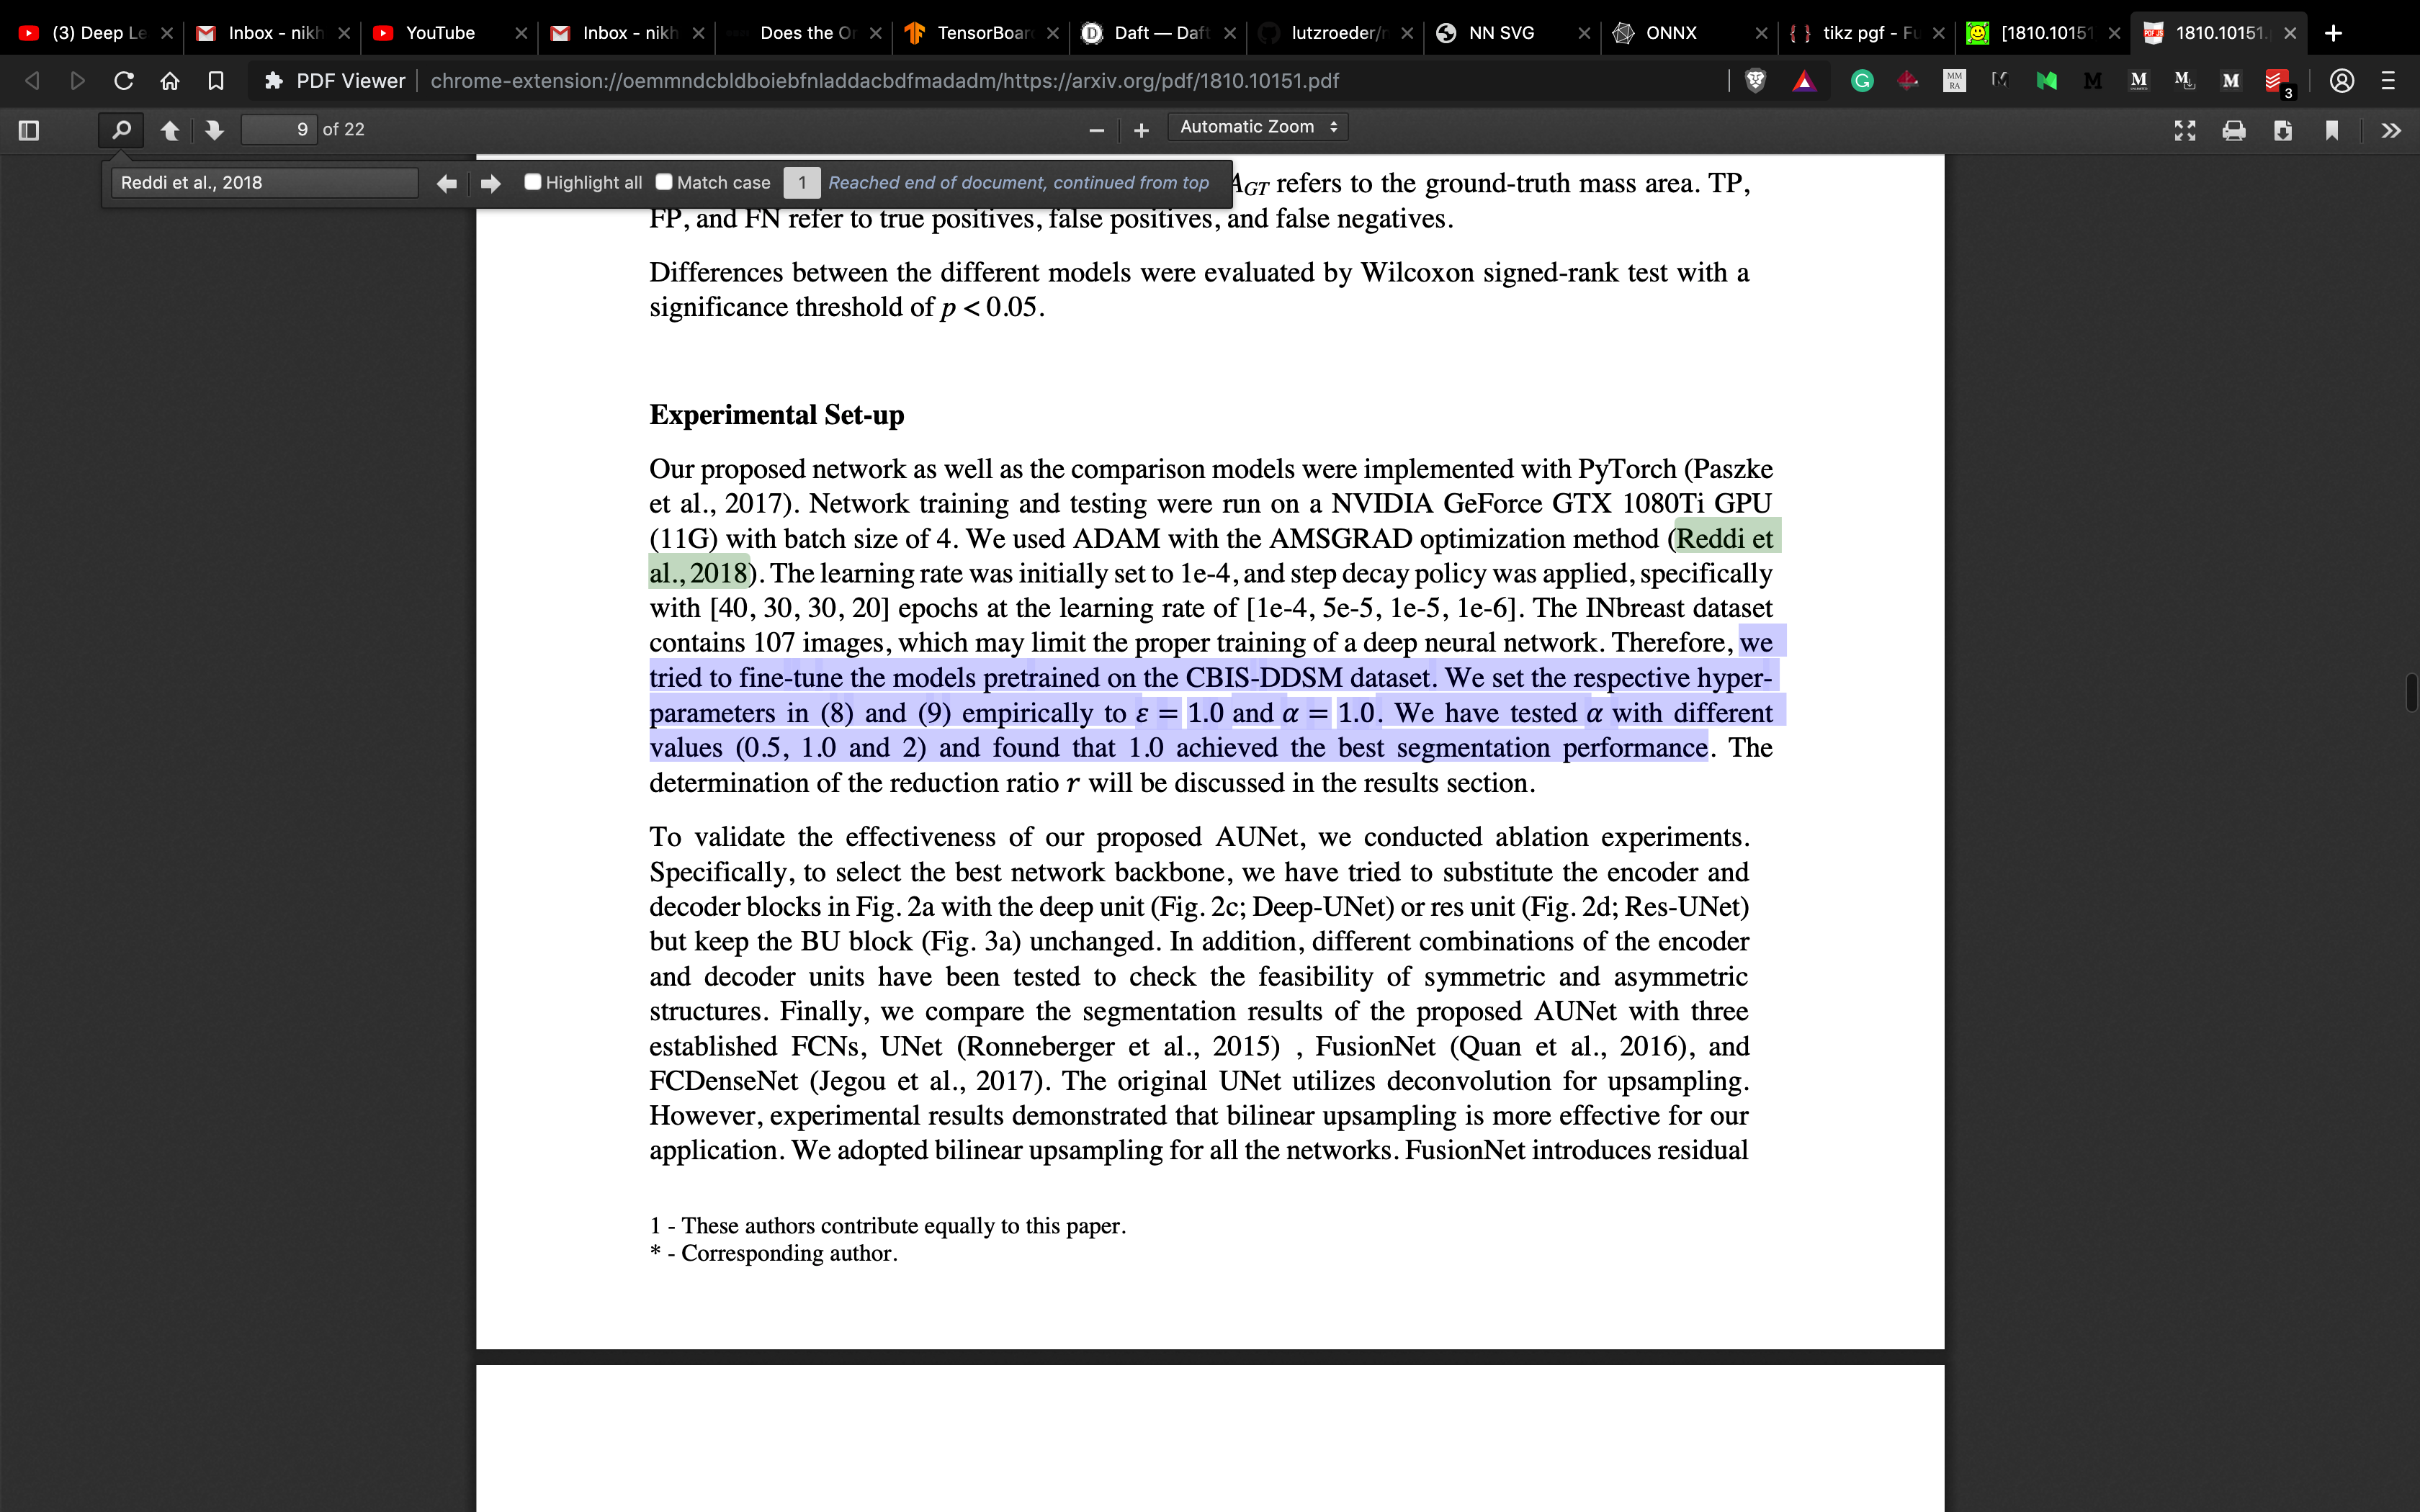 (3) Deep Le
Inbox - nikh
YouTube
Inbox - nikh
Does the Or
TensorBoar
Daft — Daft
lutzroeder/n
NN SVG
ONNX
tikz pgf - Fu
[1810.10151
1810.10151.
PDF Viewer
chrome-extension://oemmndcbldboiebfnladdacbdfmadadm/https://arxiv.org/pdf/1810.10151.pdf
3
9 of 22
Automatic Zoom
Reddi et al., 2018
Highlight all
Match case
1
Reached end of document, continued from top
A_GT refers to the ground-truth mass area. TP,
FP, and FN refer to true positives, false positives, and false negatives.
Differences between the different models were evaluated by Wilcoxon signed-rank test with a
significance threshold of p < 0.05.
Experimental Set-up
Our proposed network as well as the comparison models were implemented with PyTorch (Paszke
et al., 2017). Network training and testing were run on a NVIDIA GeForce GTX 1080Ti GPU
(11G) with batch size of 4. We used ADAM with the AMSGRAD optimization method (Reddi et
al., 2018). The learning rate was initially set to 1e-4, and step decay policy was applied, specifically
with [40, 30, 30, 20] epochs at the learning rate of [1e-4, 5e-5, 1e-5, 1e-6]. The INbreast dataset
contains 107 images, which may limit the proper training of a deep neural network. Therefore, we
tried to fine-tune the models pretrained on the CBIS-DDSM dataset. We set the respective hyper-
parameters in (8) and (9) empirically to ε = 1.0 and α = 1.0. We have tested α with different
values (0.5, 1.0 and 2) and found that 1.0 achieved the best segmentation performance. The
determination of the reduction ratio r will be discussed in the results section.
To validate the effectiveness of our proposed AUNet, we conducted ablation experiments.
Specifically, to select the best network backbone, we have tried to substitute the encoder and
decoder blocks in Fig. 2a with the deep unit (Fig. 2c; Deep-UNet) or res unit (Fig. 2d; Res-UNet)
but keep the BU block (Fig. 3a) unchanged. In addition, different combinations of the encoder
and decoder units have been tested to check the feasibility of symmetric and asymmetric
structures. Finally, we compare the segmentation results of the proposed AUNet with three
established FCNs, UNet (Ronneberger et al., 2015) , FusionNet (Quan et al., 2016), and
FCDenseNet (Jegou et al., 2017). The original UNet utilizes deconvolution for upsampling.
However, experimental results demonstrated that bilinear upsampling is more effective for our
application. We adopted bilinear upsampling for all the networks. FusionNet introduces residual
1 - These authors contribute equally to this paper.
* - Corresponding author.